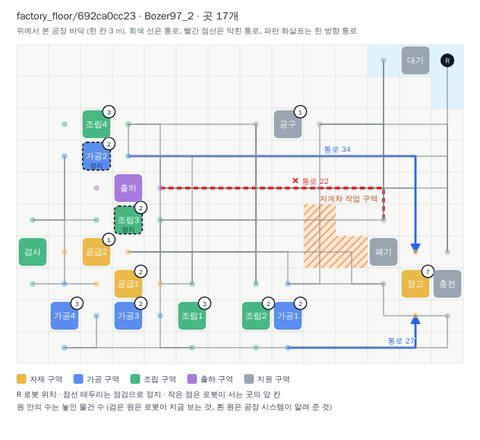 factory_floor/692ca0cc23 · Bozer97_2 · 곳 17개
위에서 본 공장 바닥 (한 칸 3 m). 회색 선은 통로, 빨간 점선은 막힌 통로, 파란 화살표는 한 방향 통로
대기
R
3
조립4
1
공구
2
가공2
정지
통로 34
출하
✖ 통로 22
2
조립3
정지
지게차 작업 구역
검사
1
공급2
폐기
2
공급1
7
창고
충전
3
가공4
2
가공3
3
조립1
2
조립2
2
가공1
통로 27
자재 구역
가공 구역
조립 구역
출하 구역
지원 구역
R 로봇 위치 · 점선 테두리는 점검으로 정지 · 작은 점은 로봇이 서는 곳의 앞 칸
원 안의 수는 놓인 물건 수 (검은 원은 로봇이 지금 보는 것, 흰 원은 공장 시스템이 알려 준 것)